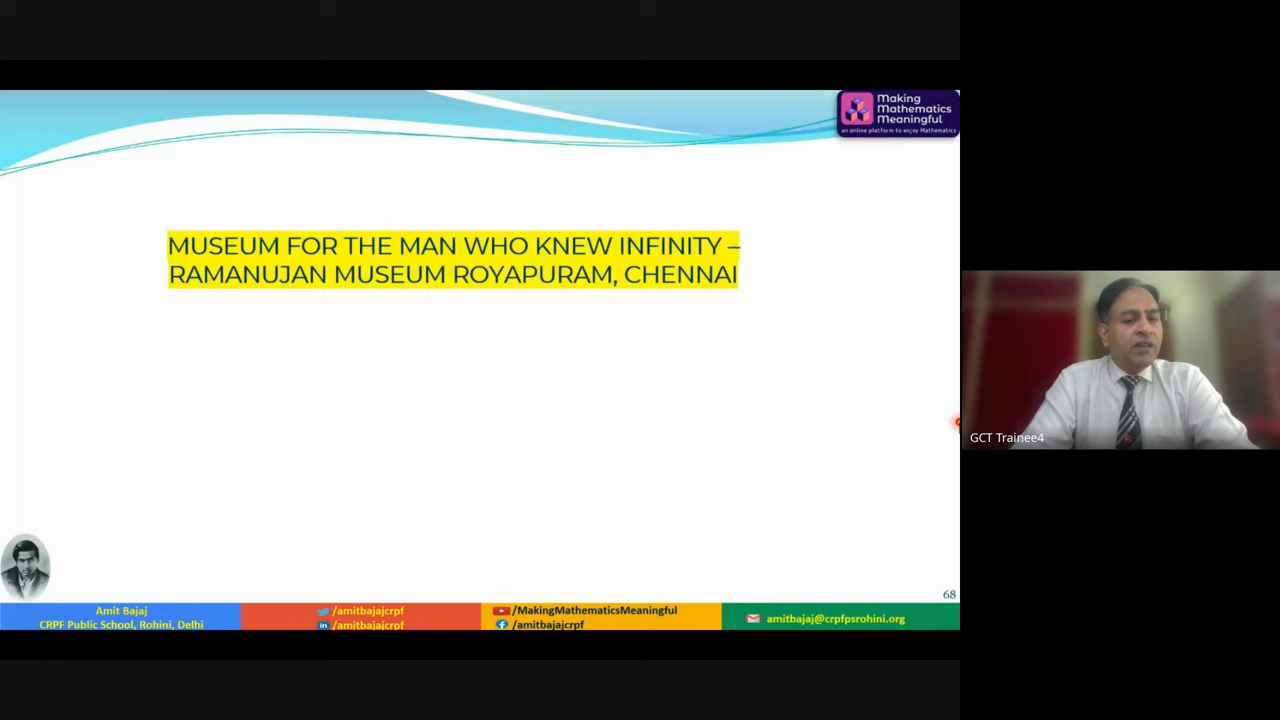 Making
Mathematics
Meaningful
an online platform to enjoy Mathematics
MUSEUM FOR THE MAN WHO KNEW INFINITY –
RAMANUJAN MUSEUM ROYAPURAM, CHENNAI
GCT Trainee4
68
Amit Bajaj
CRPF Public School, Rohini, Delhi
/amitbajajcrpf
/amitbajajcrpf
/MakingMathematicsMeaningful
/amitbajajcrpf
amitbajaj@crpfpsrohini.org